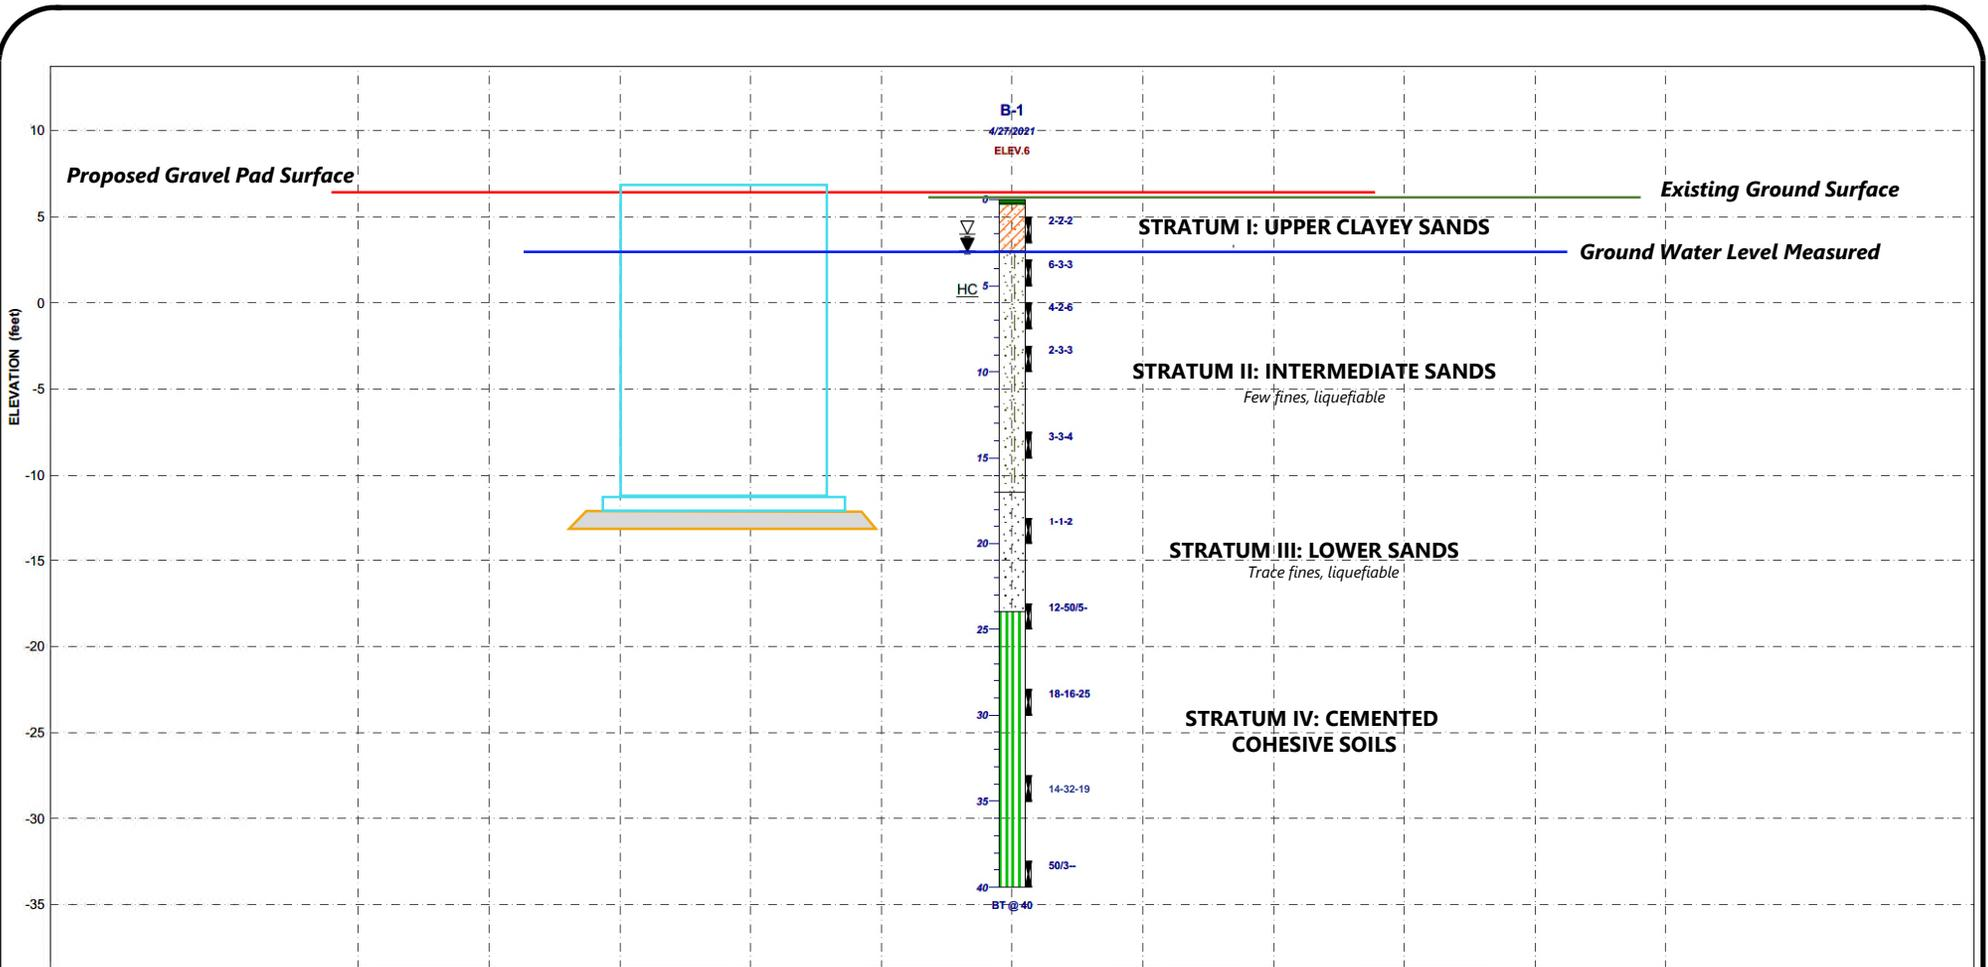 B-1
4/27/2021
ELEV.6
10
Proposed Gravel Pad Surface
Existing Ground Surface
0
5
2-2-2
STRATUM I: UPPER CLAYEY SANDS
Ground Water Level Measured
6-3-3
HC
5
0
4-2-6
ELEVATION (feet)
2-3-3
10
STRATUM II: INTERMEDIATE SANDS
-5
Few fines, liquefiable
3-3-4
15
-10
1-1-2
20
STRATUM III: LOWER SANDS
-15
Trace fines, liquefiable
12-50/5-
25
-20
18-16-25
30
STRATUM IV: CEMENTED
COHESIVE SOILS
-25
14-32-19
35
-30
50/3--
40
-35
BT @ 40